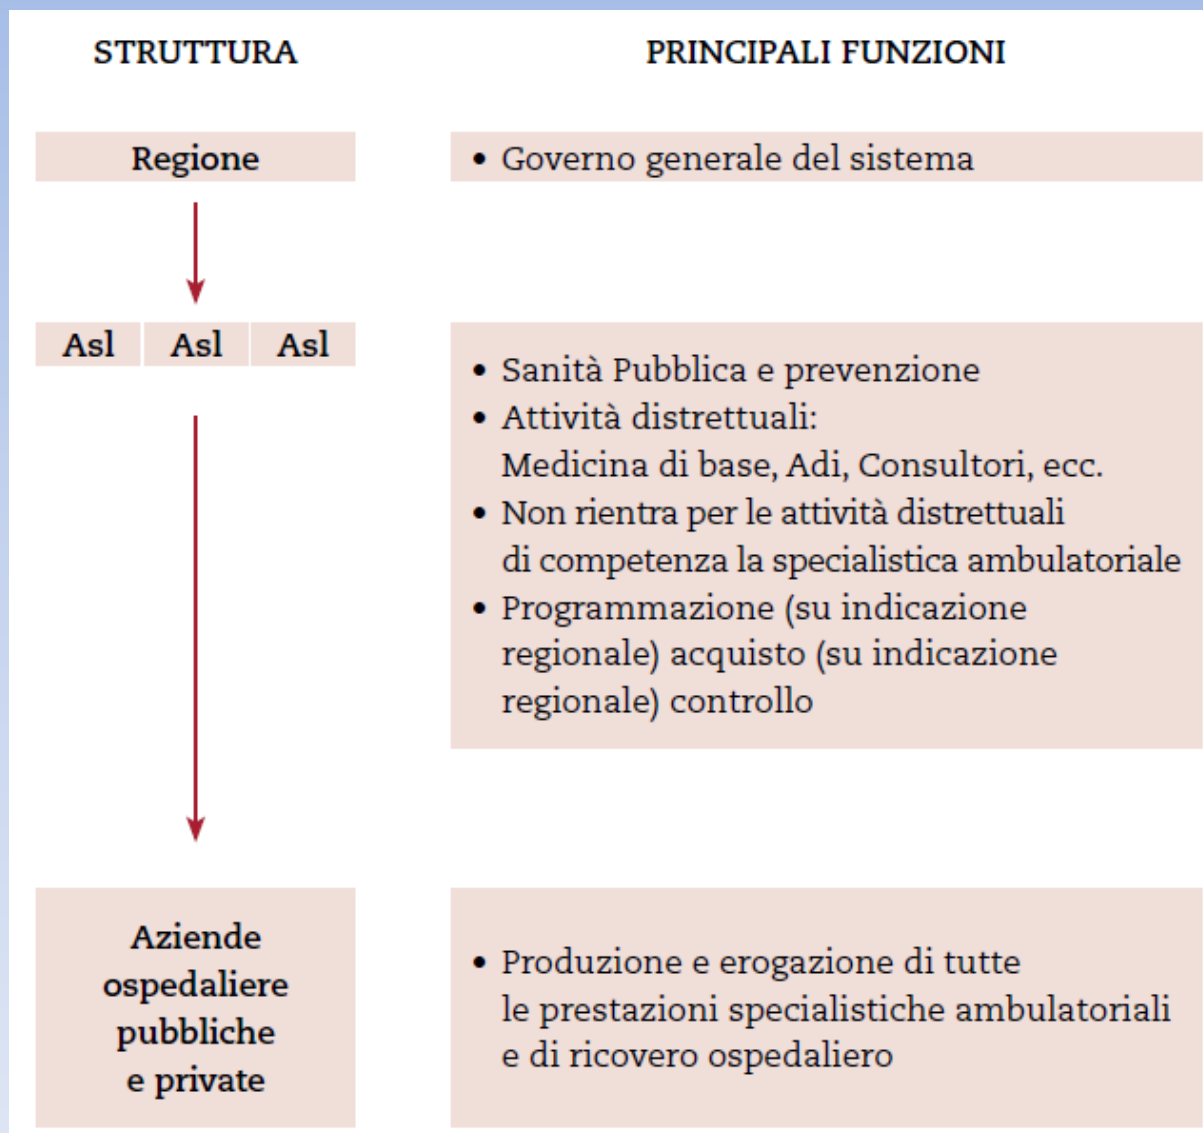 STRUTTURA
PRINCIPALI FUNZIONI
Regione
• Governo generale del sistema
Asl Asl Asl
• Sanità Pubblica e prevenzione
• Attività distrettuali:
Medicina di base, Adi, Consultori, ecc.
• Non rientra per le attività distrettuali
di competenza la specialistica ambulatoriale
• Programmazione (su indicazione
regionale) acquisto (su indicazione
regionale) controllo
Aziende
ospedaliere
pubbliche
e private
• Produzione e erogazione di tutte
le prestazioni specialistiche ambulatoriali
e di ricovero ospedaliero